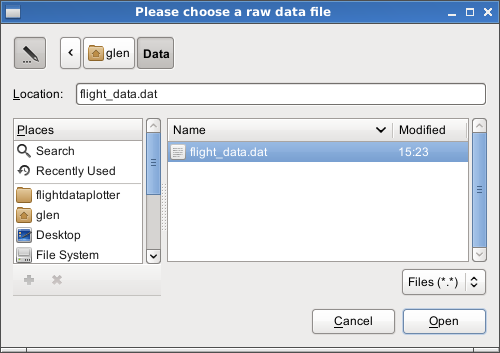 Please choose a raw data file
glen Data
Location: flight_data.dat
Places
Search
Recently Used
flightdataplotter
glen
Desktop
File System
Name Modified
flight_data.dat 15:23
Files (*.*)
Cancel Open